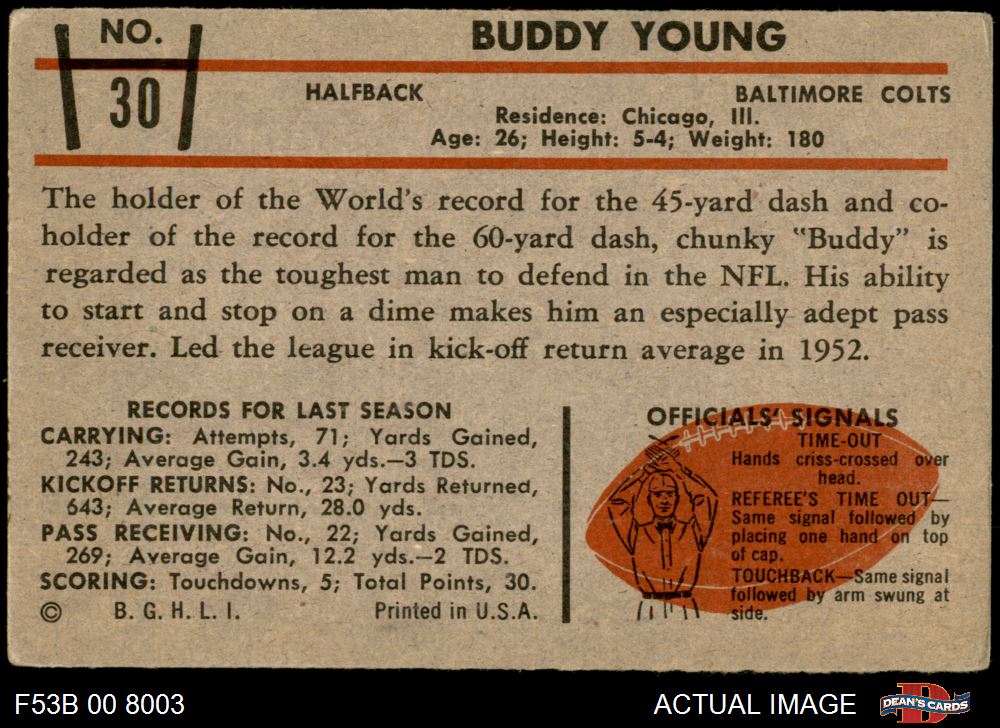 NO.
30
BUDDY YOUNG
HALFBACK
BALTIMORE COLTS
Residence: Chicago, Ill.
Age: 26; Height: 5-4; Weight: 180
The holder of the World's record for the 45-yard dash and co-
holder of the record for the 60-yard dash, chunky "Buddy" is
regarded as the toughest man to defend in the NFL. His ability
to start and stop on a dime makes him an especially adept pass
receiver. Led the league in kick-off return average in 1952.
RECORDS FOR LAST SEASON
CARRYING: Attempts, 71; Yards Gained,
243; Average Gain, 3.4 yds.—3 TDS.
KICKOFF RETURNS: No., 23; Yards Returned,
643; Average Return, 28.0 yds.
PASS RECEIVING: No., 22; Yards Gained,
269; Average Gain, 12.2 yds.—2 TDS.
SCORING: Touchdowns, 5; Total Points, 30.
© B. G. H. L. I. Printed in U.S.A.
OFFICIALS' SIGNALS
TIME-OUT
Hands criss-crossed over
head.
REFEREE'S TIME OUT—
Same signal followed by
placing one hand on top
of cap.
TOUCHBACK—Same signal
followed by arm swung at
side.
F53B 00 8003
ACTUAL IMAGE
D
DEAN'S CARDS